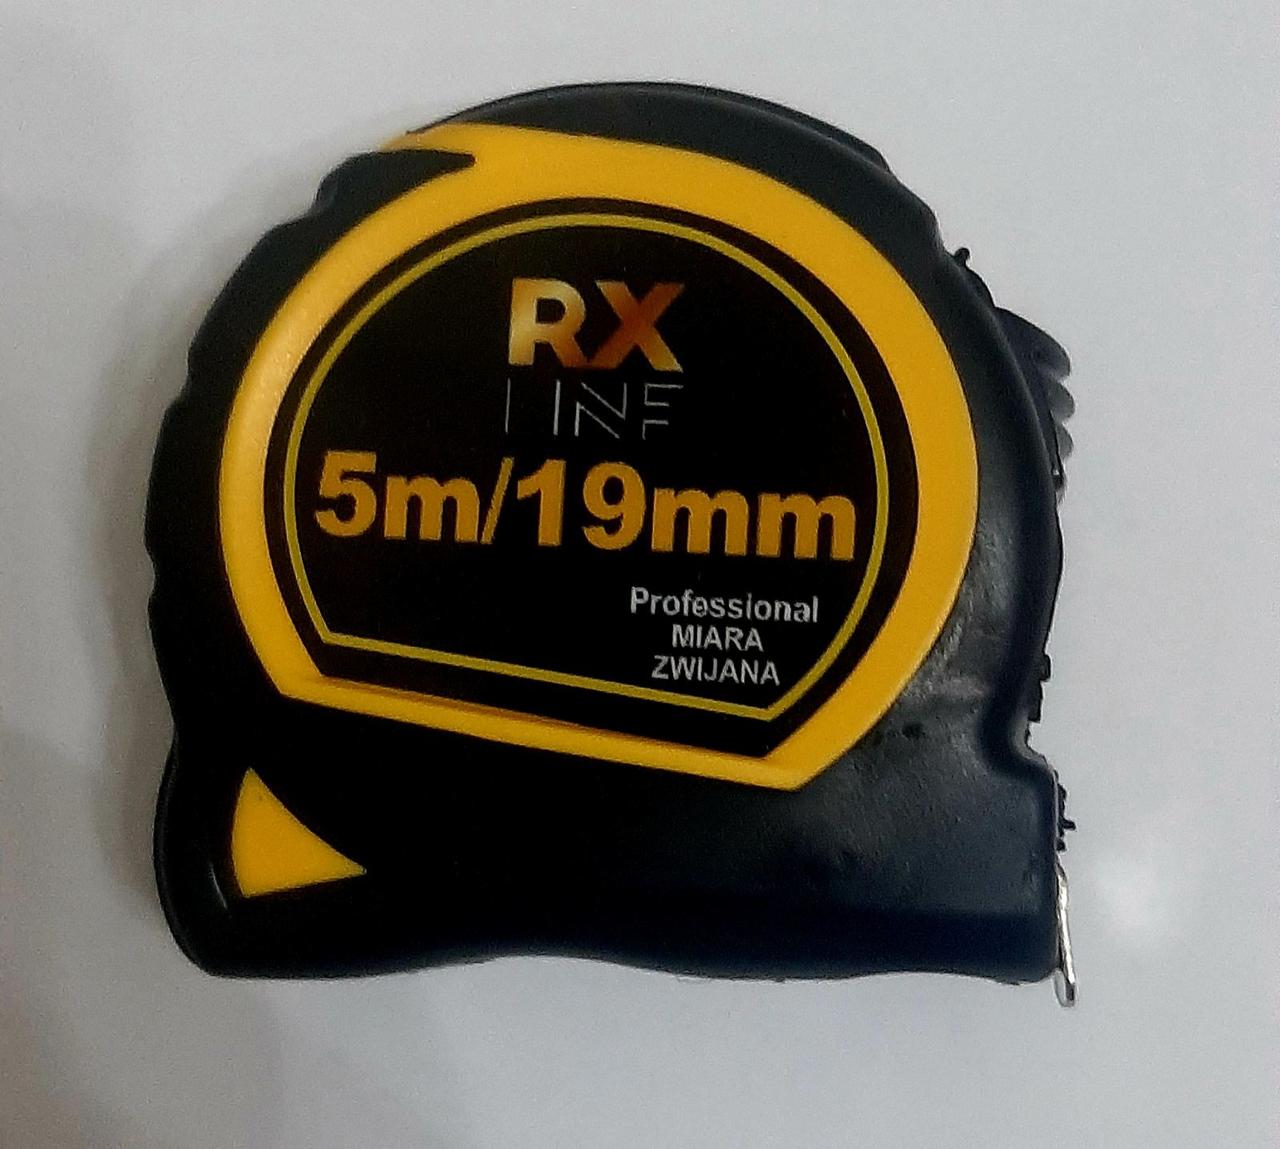 RX
LINE
5m/19mm
Professional
MIARA
ZWIJANA